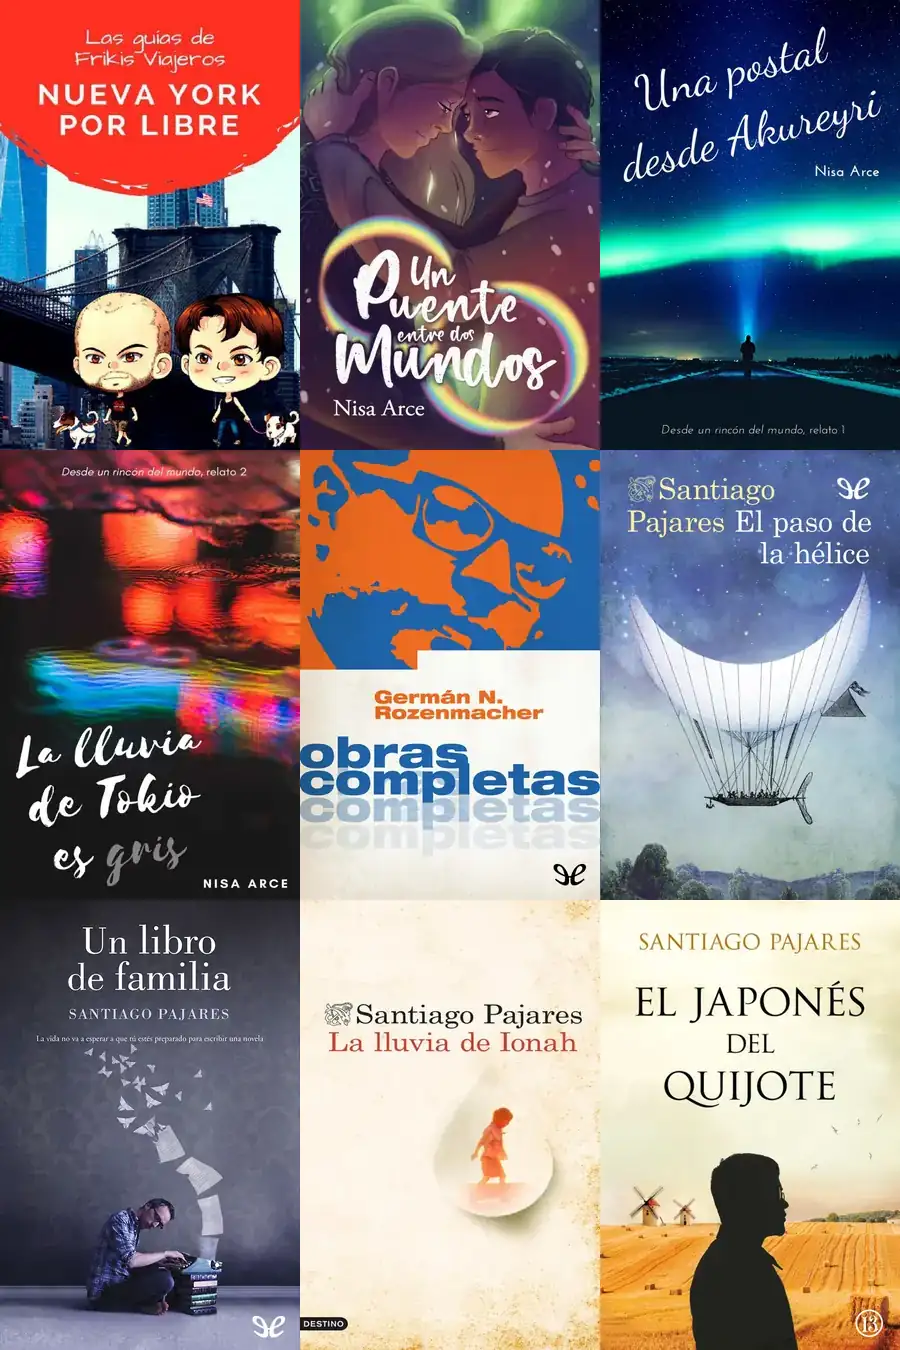 Las guías de
Frikis Viajeros
NUEVA YORK
POR LIBRE
Un
Puente
entre dos
Mundos
Nisa Arce
Una postal
desde Akureyri
Nisa Arce
Desde un rincón del mundo, relato 1
Desde un rincón del mundo, relato 2
La lluvia
de Tokio
es gris
NISA ARCE
Germán N.
Rozenmacher
obras
completas
completas
completas
Santiago
Pajares El paso de
la hélice
Un libro
de familia
SANTIAGO PAJARES
La vida no va a esperar a que tú estés preparado para escribir una novela
Santiago Pajares
La lluvia de Ionah
DESTINO
SANTIAGO PAJARES
EL JAPONÉS
DEL
QUIJOTE
13